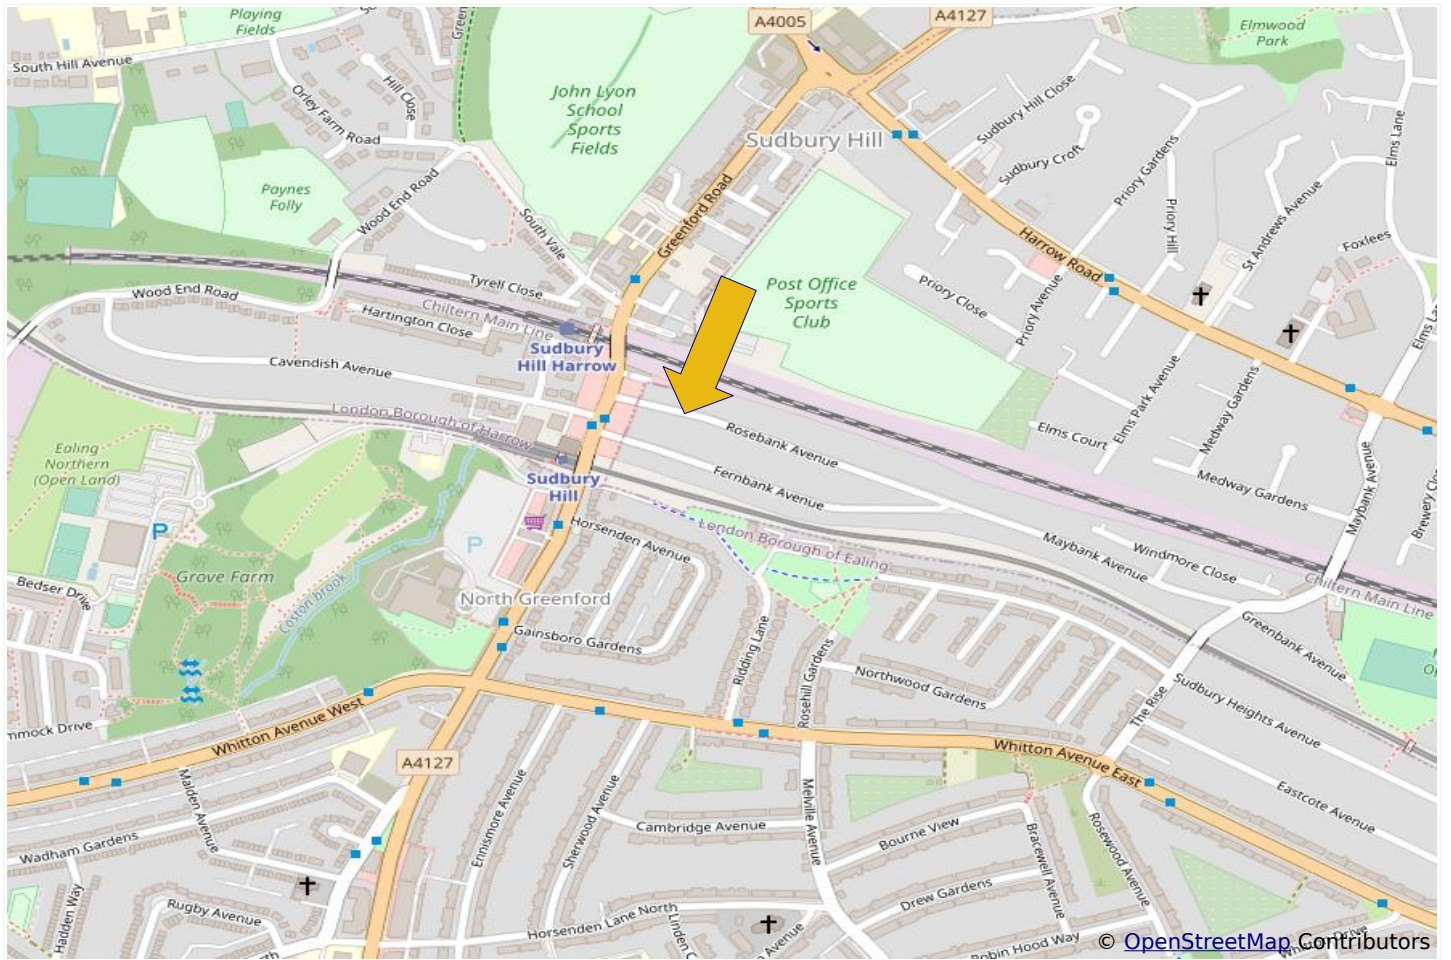 Playing
Fields
A4005
A4127
Elmwood
Park
South Hill Avenue
Hill Close
Orley Farm Road
John Lyon
School
Sports
Fields
Sudbury Hill
Sudbury Hill Close
Sudbury Croft
Priory Gardens
Elms Lane
Paynes
Folly
Wood End Road
South Vale
Greenford Road
Priory Hill
St Andrews Avenue
Harrow Road
Foxlees
Tyrell Close
Wood End Road
Hartington Close
Chiltern Main Line
Post Office
Sports
Club
Priory Close
Priory Avenue
Sudbury
Hill Harrow
Cavendish Avenue
London Borough of Harrow
Elms Park Avenue
Medway Gardens
Elms Court
Rosebank Avenue
Fernbank Avenue
Medway Gardens
Maybank Avenue
Ealing
Northern
(Open Land)
Sudbury
Hill
P
P
Horsenden Avenue
London Borough of Ealing
Maybank Avenue
Windmore Close
Chiltern Main Line
Grove Farm
Bedser Drive
Coston brook
North Greenford
Gainsboro Gardens
Ridding Lane
Rosehill Gardens
Northwood Gardens
Greenbank Avenue
The Rise
Sudbury Heights Avenue
mmock Drive
Whitton Avenue West
Whitton Avenue East
A4127
Malden Avenue
Ennismore Avenue
Sherwood Avenue
Melville Avenue
Eastcote Avenue
Cambridge Avenue
Bourne View
Bracewell Avenue
Rosewood Avenue
Wadham Gardens
Hadden Way
Rugby Avenue
Drew Gardens
Horsenden Lane North
Robin Hood Way
© OpenStreetMap Contributors